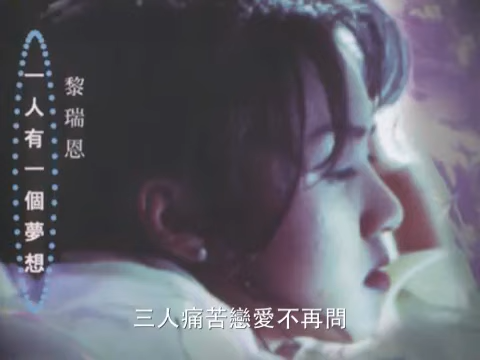 一人有一個夢想
黎瑞恩
三人痛苦戀愛不再問